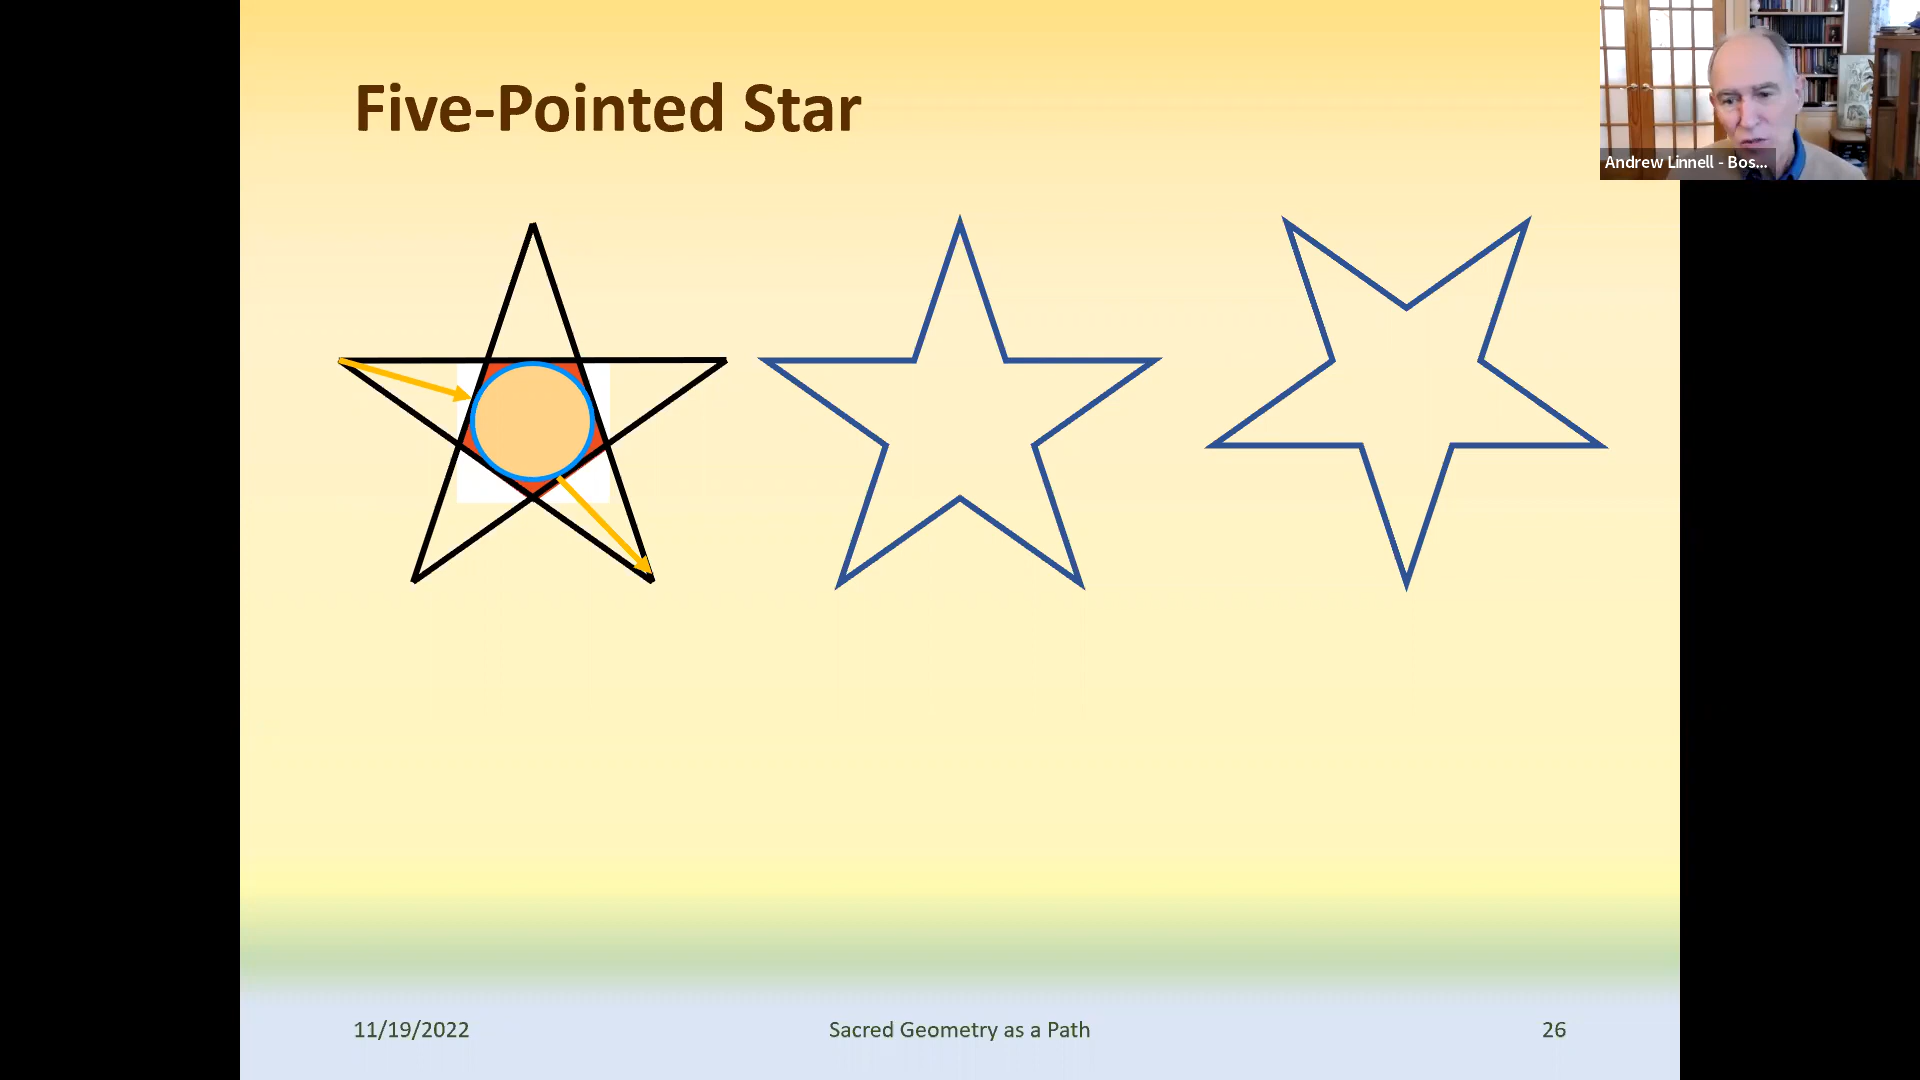 Five-Pointed Star
Andrew Linnell - Bos...
11/19/2022
Sacred Geometry as a Path
26